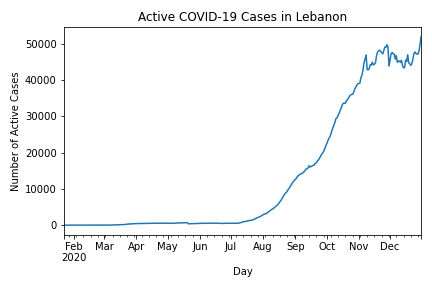 Active COVID-19 Cases in Lebanon
Number of Active Cases
50000
40000
30000
20000
10000
0
Feb Mar Apr May Jun Jul Aug Sep Oct Nov Dec
2020
Day